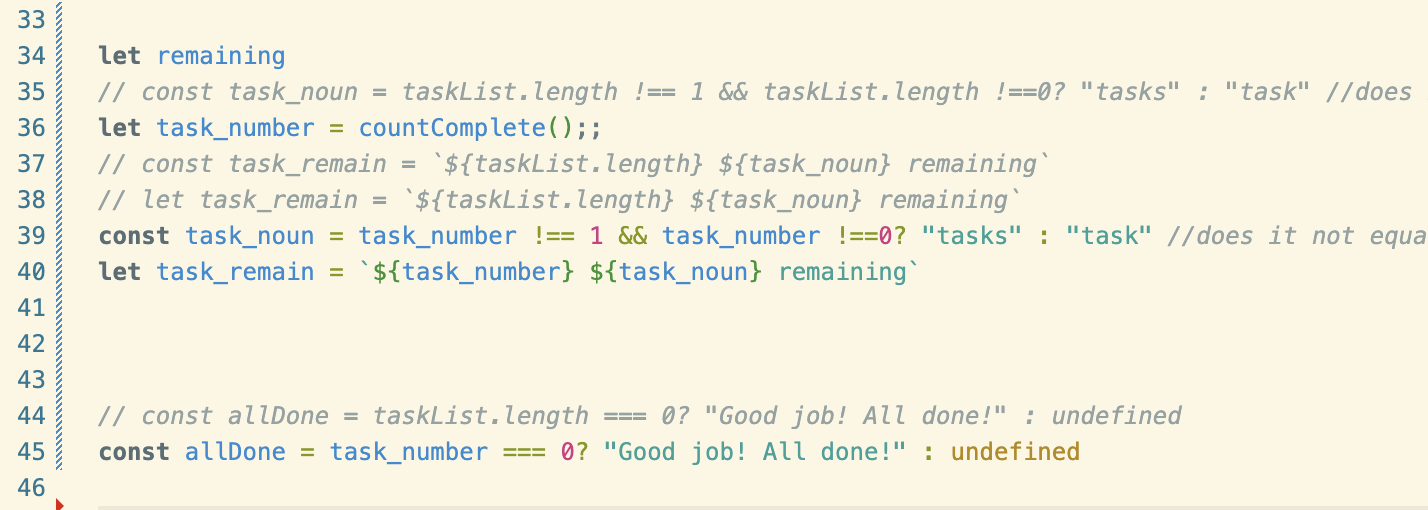 33
34 let remaining
35 // const task_noun = taskList.length !== 1 && taskList.length !==0? "tasks" : "task" //does
36 let task_number = countComplete();;
37 // const task_remain = `${taskList.length} ${task_noun} remaining`
38 // let task_remain = `${taskList.length} ${task_noun} remaining`
39 const task_noun = task_number !== 1 && task_number !==0? "tasks" : "task" //does it not equa
40 let task_remain = `${task_number} ${task_noun} remaining`
41
42
43
44 // const allDone = taskList.length === 0? "Good job! All done!" : undefined
45 const allDone = task_number === 0? "Good job! All done!" : undefined
46